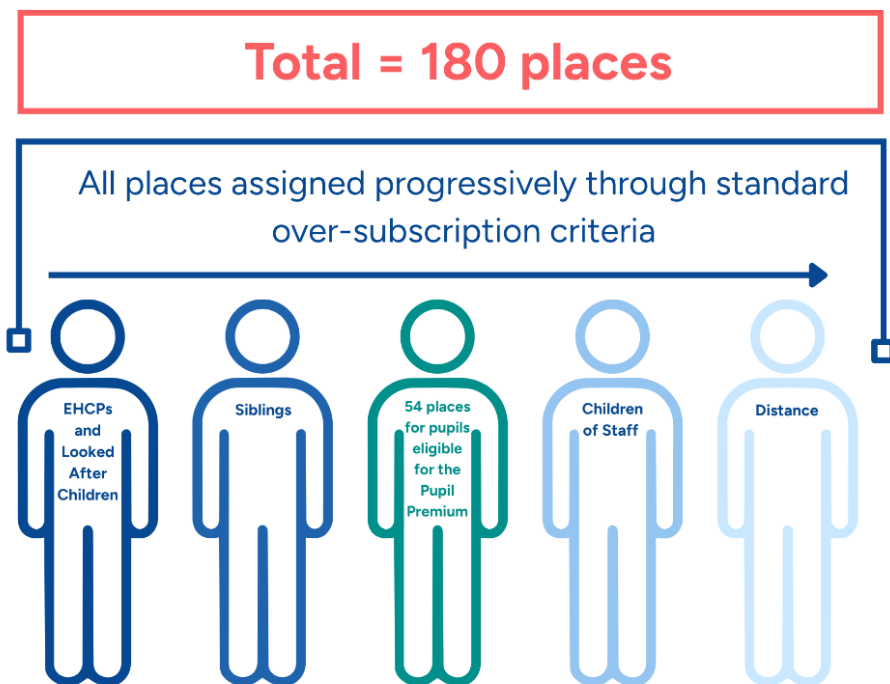 Total = 180 places
All places assigned progressively through standard
over-subscription criteria
EHCPs
and
Looked
After
Children
Siblings
54 places
for pupils
eligible
for the
Pupil
Premium
Children
of Staff
Distance